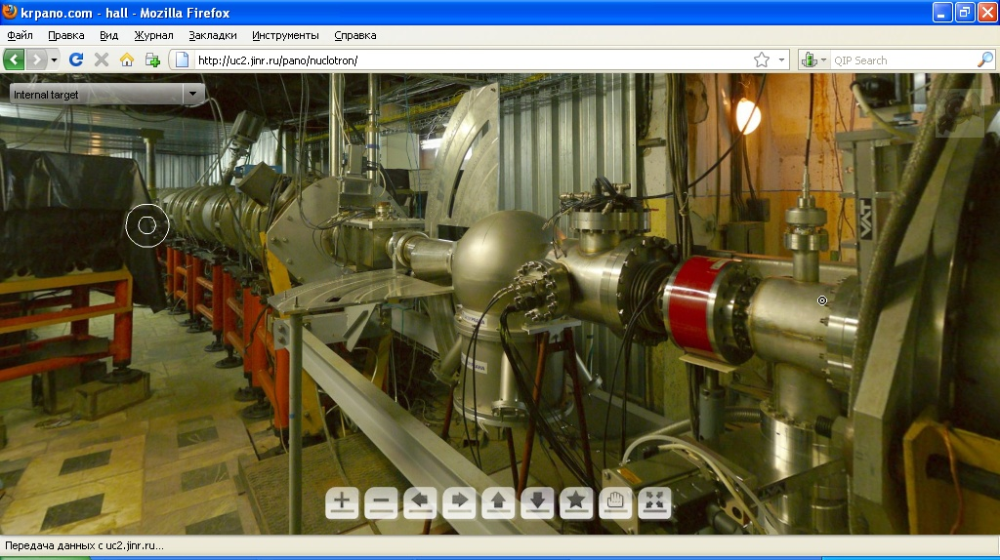 krpano.com - hall - Mozilla Firefox
Файл Правка Вид Журнал Закладки Инструменты Справка
http://uc2.jinr.ru/pano/nuclotron/
QIP Search
Internal target
VAT
Передача данных с uc2.jinr.ru...